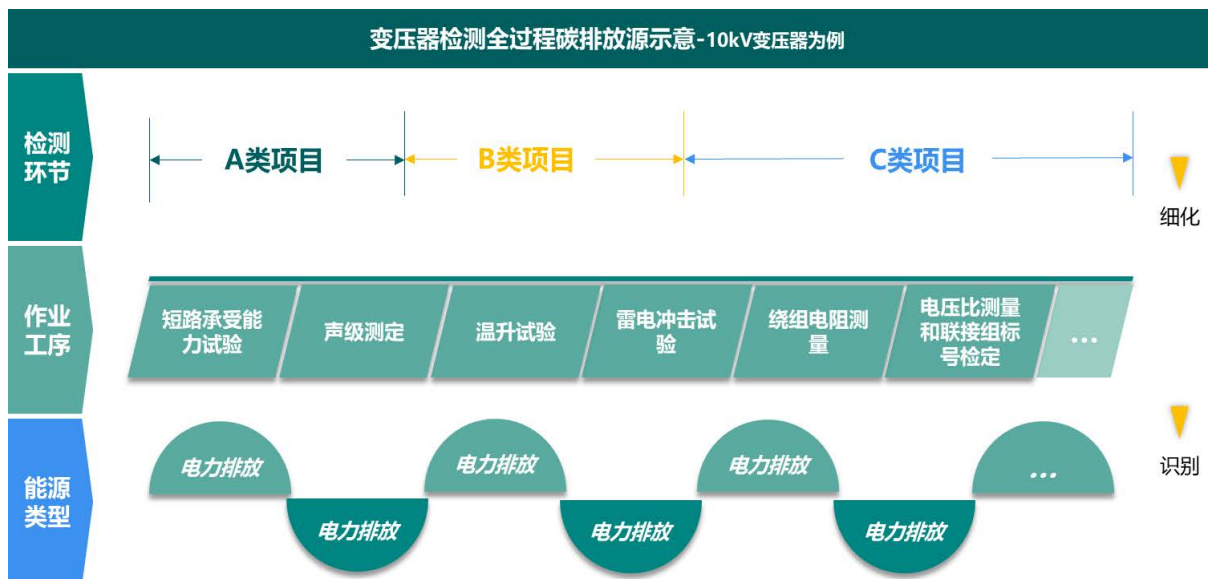 变压器检测全过程碳排放源示意-10kV变压器为例
检测
环节
A类项目
B类项目
C类项目
细化
作业
工序
短路承受能
力试验
声级测定
温升试验
雷电冲击试
验
绕组电阻测
量
电压比测量
和联接组标
号检定
...
能源
类型
电力排放
电力排放
电力排放
电力排放
电力排放
电力排放
...
识别